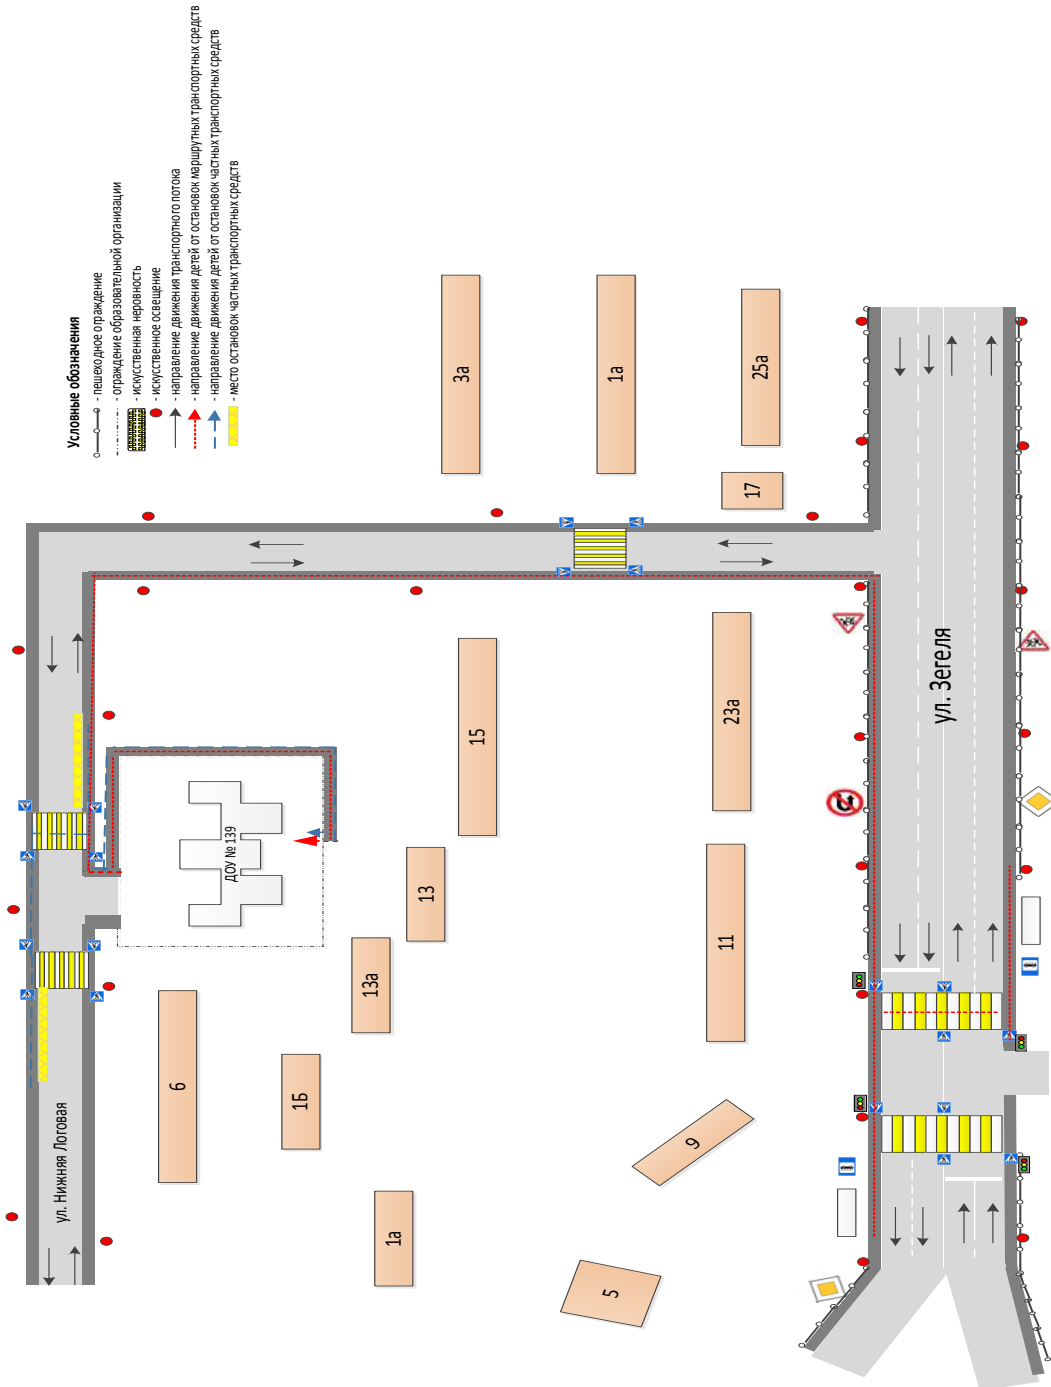 Условные обозначения
- пешеходное ограждение
- ограждение образовательной организации
- искусственная неровность
- искусственное освещение
- направление движения транспортного потока
- направление движения детей от остановок маршрутных транспортных средств
- направление движения детей от остановок частных транспортных средств
- место остановок частных транспортных средств
ул. Нижняя Логовая
6
1Б
1а
13а
13
ДОУ № 139
15
3а
1а
25а
17
23а
11
9
5
ул. Зегеля